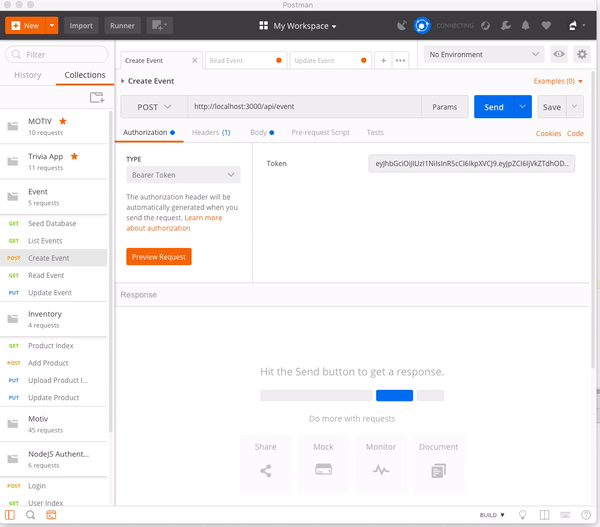 Postman
New
Import
Runner
My Workspace
CONNECTING
Filter
History
Collections
MOTIV
10 requests
Trivia App
11 requests
Event
5 requests
GET Seed Database
GET List Events
POST Create Event
GET Read Event
PUT Update Event
Inventory
4 requests
GET Product Index
POST Add Product
PUT Upload Product I...
PUT Update Product
Motiv
45 requests
NodeJS Authent...
6 requests
POST Login
GET User Index
Create Event
Read Event
Update Event
No Environment
Create Event
Examples (0)
POST
http://localhost:3000/api/event
Params
Send
Save
Authorization
Headers (1)
Body
Pre-request Script
Tests
Cookies
Code
TYPE
Bearer Token
The authorization header will be
automatically generated when you
send the request. Learn more
about authorization
Preview Request
Token
Response
Hit the Send button to get a response.
Do more with requests
Share
Mock
Monitor
Document
BUILD